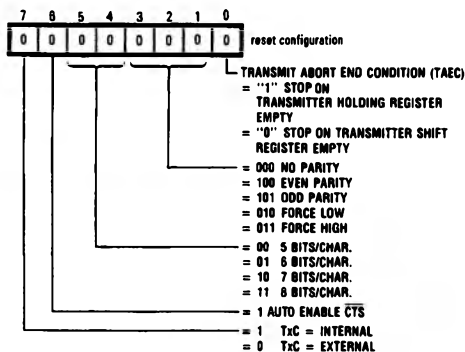 7 6 5 4 3 2 1 0
0 0 0 0 0 0 0 0 reset configuration
TRANSMIT ABORT END CONDITION (TAEC)
= "1" STOP ON
TRANSMITTER HOLDING REGISTER
EMPTY
= "0" STOP ON TRANSMITTER SHIFT
REGISTER EMPTY
= 000 NO PARITY
= 100 EVEN PARITY
= 101 ODD PARITY
= 010 FORCE LOW
= 011 FORCE HIGH
= 00 5 BITS/CHAR.
= 01 6 BITS/CHAR.
= 10 7 BITS/CHAR.
= 11 8 BITS/CHAR.
= 1 AUTO ENABLE CTS
= 1 TxC = INTERNAL
= 0 TxC = EXTERNAL